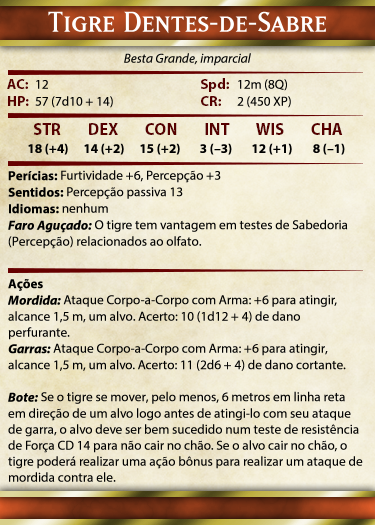 Tigre Dentes-de-Sabre
Besta Grande, imparcial
AC: 12 Spd: 12m (8Q)
HP: 57 (7d10 + 14) CR: 2 (450 XP)
STR DEX CON INT WIS CHA
18 (+4) 14 (+2) 15 (+2) 3 (–3) 12 (+1) 8 (–1)
Perícias: Furtividade +6, Percepção +3
Sentidos: Percepção passiva 13
Idiomas: nenhum
Faro Aguçado: O tigre tem vantagem em testes de Sabedoria
(Percepção) relacionados ao olfato.
Ações
Mordida: Ataque Corpo-a-Corpo com Arma: +6 para atingir,
alcance 1,5 m, um alvo. Acerto: 10 (1d12 + 4) de dano
perfurante.
Garras: Ataque Corpo-a-Corpo com Arma: +6 para atingir,
alcance 1,5 m, um alvo. Acerto: 11 (2d6 + 4) de dano cortante.
Bote: Se o tigre se mover, pelo menos, 6 metros em linha reta
em direção de um alvo logo antes de atingi-lo com seu ataque
de garra, o alvo deve ser bem sucedido num teste de resistência
de Força CD 14 para não cair no chão. Se o alvo cair no chão, o
tigre poderá realizar uma ação bônus para realizar um ataque de
mordida contra ele.